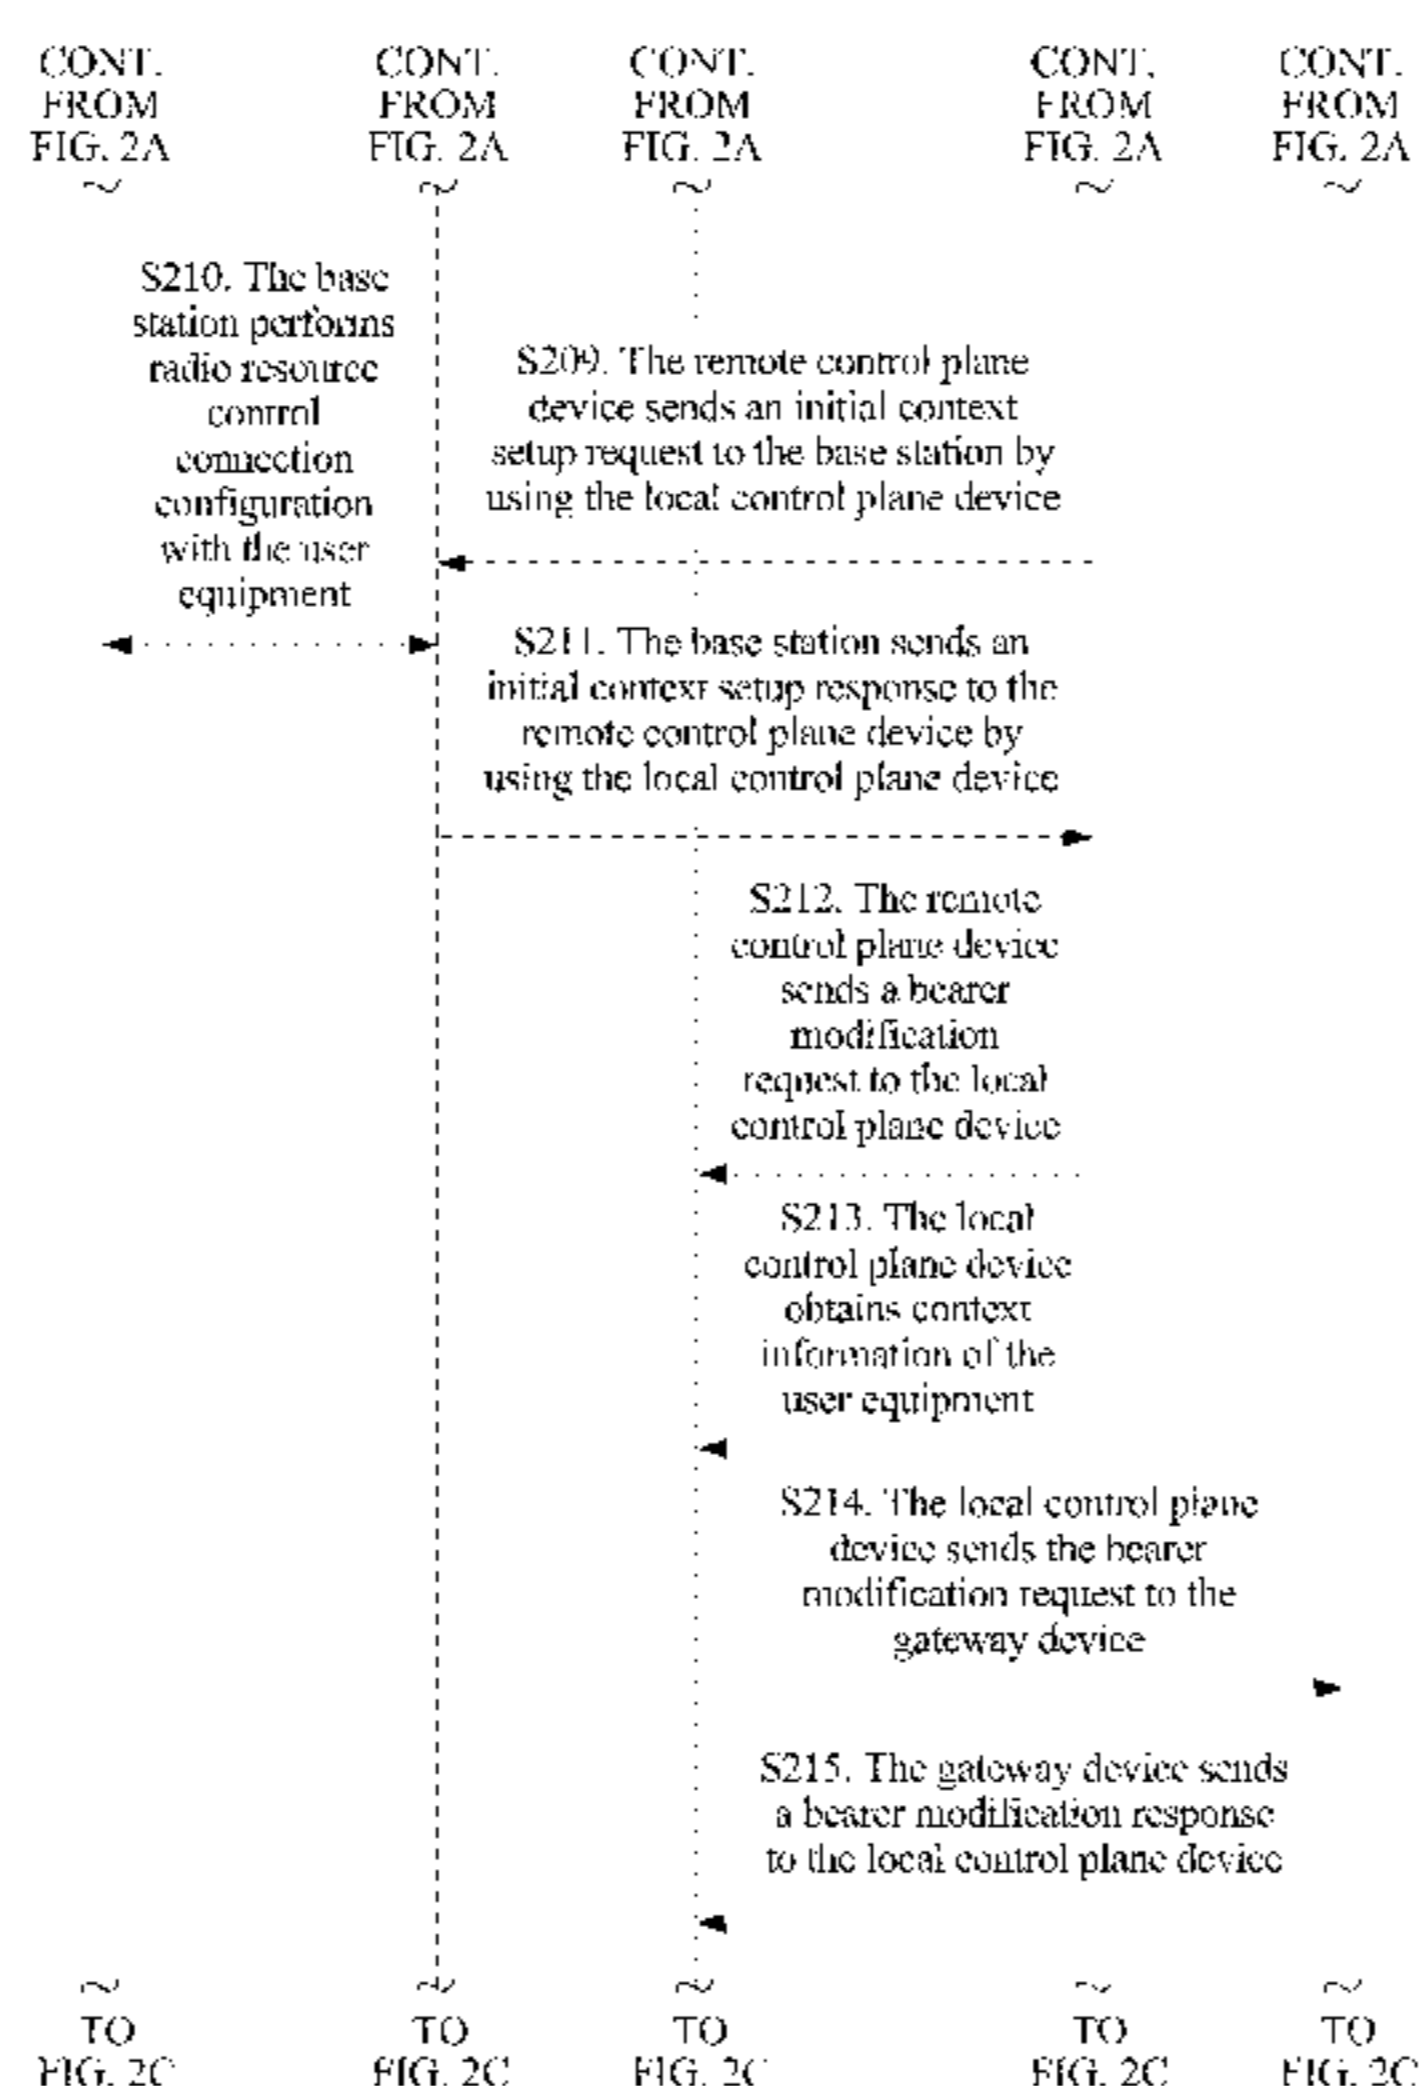 CONT. CONT. CONT. CONT. CONT.
FROM FROM FROM FROM FROM
FIG. 2A FIG. 2A FIG. 2A FIG. 2A FIG. 2A
S210. The base
station performs
radio resource
control
connection
configuration
with the user
equipment
S209. The remote control plane
device sends an initial context
setup request to the base station by
using the local control plane device
S211. The base station sends an
initial context setup response to the
remote control plane device by
using the local control plane device
S212. The remote
control plane device
sends a bearer
modification
request to the local
control plane device
S213. The local
control plane device
obtains context
information of the
user equipment
S214. The local control plane
device sends the bearer
modification request to the
gateway device
S215. The gateway device sends
a bearer modification response
to the local control plane device
TO TO TO TO TO
FIG. 2C FIG. 2C FIG. 2C FIG. 2C FIG. 2C